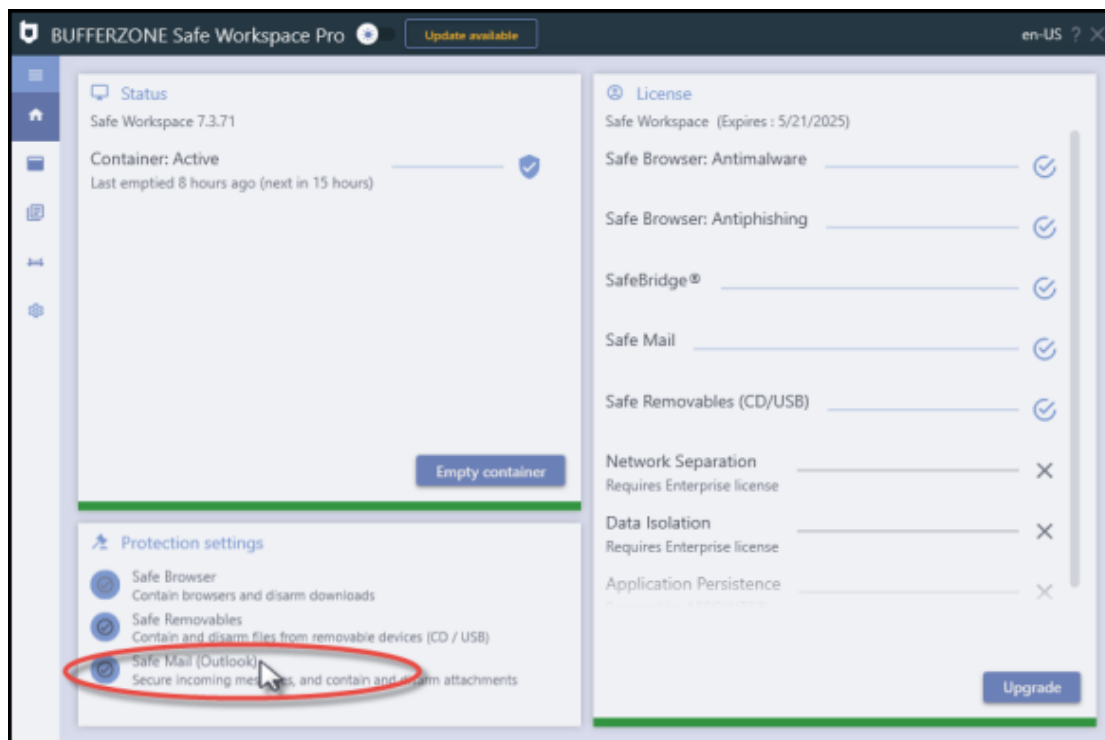 BUFFERZONE Safe Workspace Pro
Update available
en-US ?
Status
Safe Workspace 7.3.71
Container: Active
Last emptied 8 hours ago (next in 15 hours)
Empty container
Protection settings
Safe Browser
Contain browsers and disarm downloads
Safe Removables
Contain and disarm files from removable devices (CD / USB)
Safe Mail (Outlook)
Secure incoming and contain and disarm attachments
License
Safe Workspace (Expires : 5/21/2025)
Safe Browser: Antimalware
Safe Browser: Antiphishing
SafeBridge®
Safe Mail
Safe Removables (CD/USB)
Network Separation
Requires Enterprise license
Data Isolation
Requires Enterprise license
Application Persistence
Upgrade